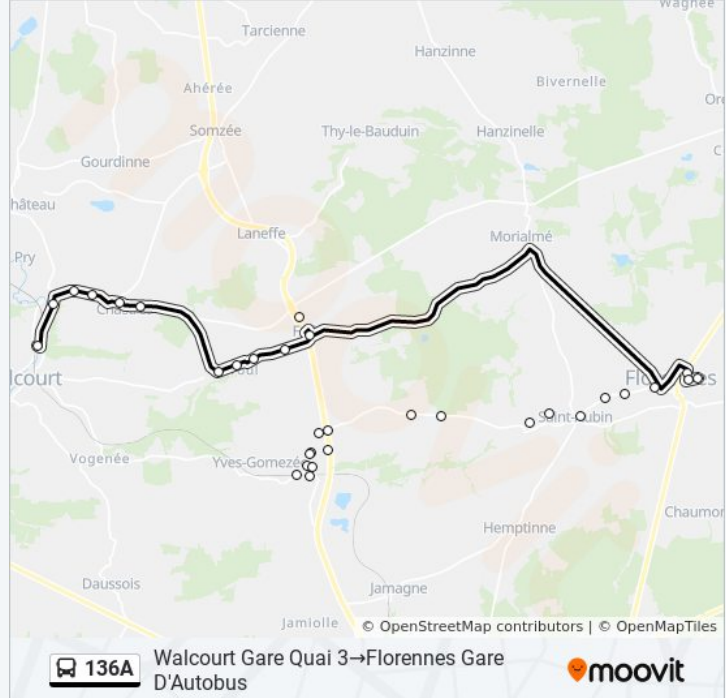 Wagnée
Tarcienne
Hanzinne
Bivernelle
Ahérée
Somzée
Thy-le-Bauduin
Hanzinelle
Gourdinne
hâteau
Laneffe
Morialmé
Pry
lcourt
Saint-Aubin
Vogenée
Yves-Gomezée
Chaumon
Hemptinne
Daussois
Jamagne
Jamiolle
© OpenStreetMap contributors | © OpenMapTiles
136A
Walcourt Gare Quai 3→Florennes Gare
D'Autobus
moovit